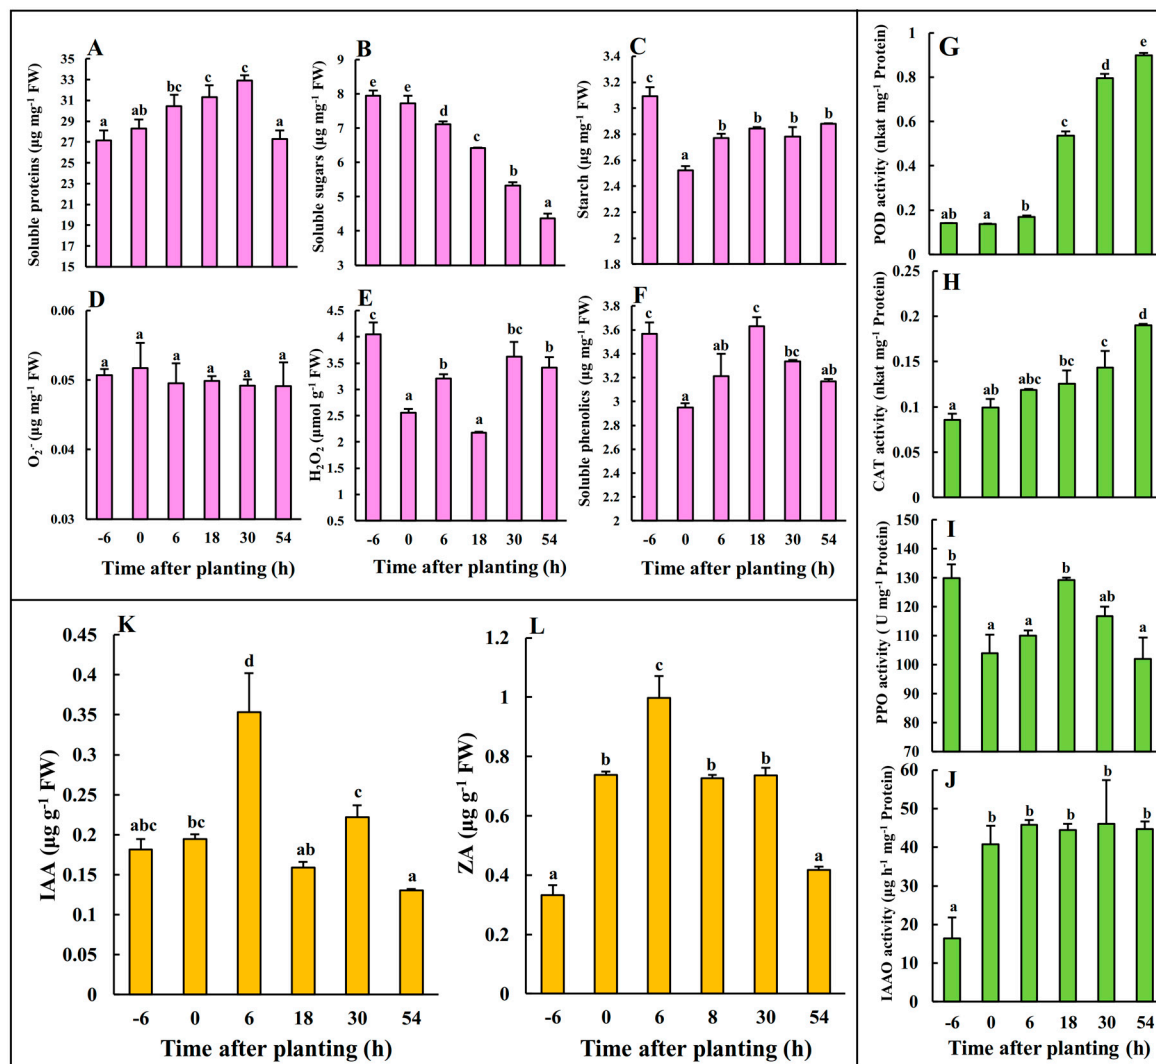 A
Soluble proteins (µg mg⁻¹ FW)
35
33
31
29
27
25
23
21
19
17
15
a
ab
bc
c
c
a
B
Soluble sugars (µg mg⁻¹ FW)
9
8
7
6
5
4
3
e
e
d
c
b
a
C
Starch (µg mg⁻¹ FW)
3.4
3.2
3
2.8
2.6
2.4
2.2
2
1.8
c
a
b
b
b
b
D
O₂·⁻ (µg mg⁻¹ FW)
0.06
0.05
0.04
0.03
a
a
a
a
a
a
-6 0 6 18 30 54
Time after planting (h)
E
H₂O₂ (µmol g⁻¹ FW)
4.5
4
3.5
3
2.5
2
1.5
1
0.5
c
a
b
a
bc
b
-6 0 6 18 30 54
Time after planting (h)
F
Soluble phenolics (µg mg⁻¹ FW)
3.8
3.6
3.4
3.2
3
2.8
2.6
2.4
2.2
2
c
a
ab
c
bc
ab
-6 0 6 18 30 54
Time after planting (h)
G
POD activity (nkat mg⁻¹ Protein)
1
0.8
0.6
0.4
0.2
0
ab
a
b
c
d
e
H
CAT activity (nkat mg⁻¹ Protein)
0.25
0.2
0.15
0.1
0.05
0
a
ab
abc
bc
c
d
I
PPO activity ( U mg⁻¹ Protein)
150
140
130
120
110
100
90
80
70
b
a
a
b
ab
a
J
IAAO activity (µg h⁻¹ mg⁻¹ Protein)
60
50
40
30
20
10
0
a
b
b
b
b
b
-6 0 6 18 30 54
Time after planting (h)
K
IAA (µg g⁻¹ FW)
0.45
0.4
0.35
0.3
0.25
0.2
0.15
0.1
0.05
0
abc
bc
d
ab
c
a
-6 0 6 18 30 54
Time after planting (h)
L
ZA (µg g⁻¹ FW)
1.2
1
0.8
0.6
0.4
0.2
0
a
b
c
b
b
a
-6 0 6 8 30 54
Time after planting (h)